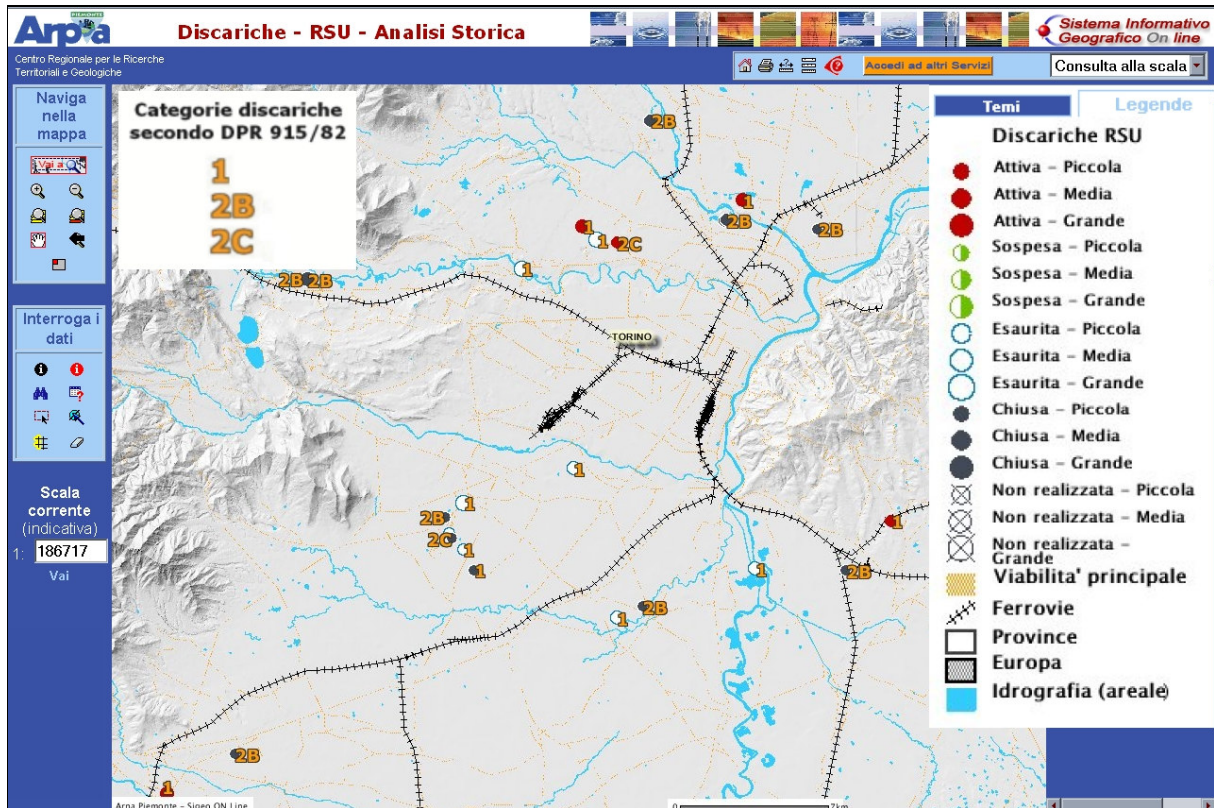 PIEMONTE
Arpa
Discariche - RSU - Analisi Storica
Sistema Informativo
Geografico On line
Centro Regionale per le Ricerche
Territoriali e Geologiche
Accedi ad altri Servizi
Consulta alla scala
Naviga
nella
mappa
Vai a
Interroga i
dati
Scala
corrente
(indicativa)
1: 186717
Vai
Categorie discariche
secondo DPR 915/82
1
2B
2C
2B
1
2B
2B
1
1
2C
1
2B
2B
TORINO
1
1
2B
2C
1
1
1
2B
1
2B
1
2B
1
Arpa Piemonte - Sigeo ON Line
0 7km
Temi
Legende
Discariche RSU
Attiva - Piccola
Attiva - Media
Attiva - Grande
Sospesa - Piccola
Sospesa - Media
Sospesa - Grande
Esaurita - Piccola
Esaurita - Media
Esaurita - Grande
Chiusa - Piccola
Chiusa - Media
Chiusa - Grande
Non realizzata - Piccola
Non realizzata - Media
Non realizzata -
Grande
Viabilita' principale
Ferrovie
Province
Europa
Idrografia (areale)